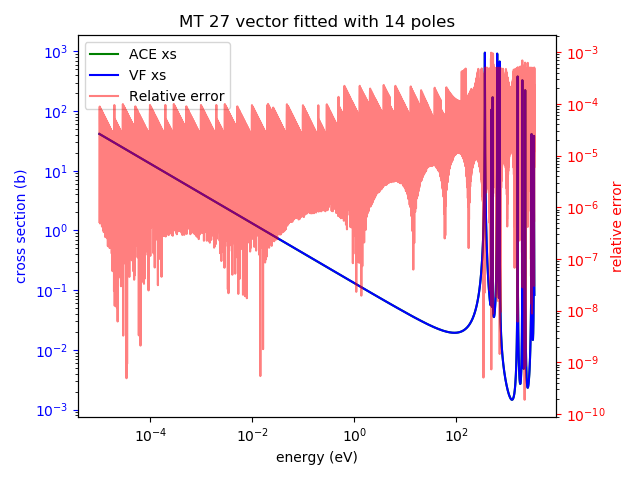 MT 27 vector fitted with 14 poles
ACE xs
VF xs
Relative error
cross section (b)
10³
10²
10¹
10⁰
10⁻¹
10⁻²
10⁻³
10⁻³
10⁻⁴
10⁻⁵
10⁻⁶
10⁻⁷
10⁻⁸
10⁻⁹
10⁻¹⁰
relative error
10⁻⁴ 10⁻² 10⁰ 10²
energy (eV)